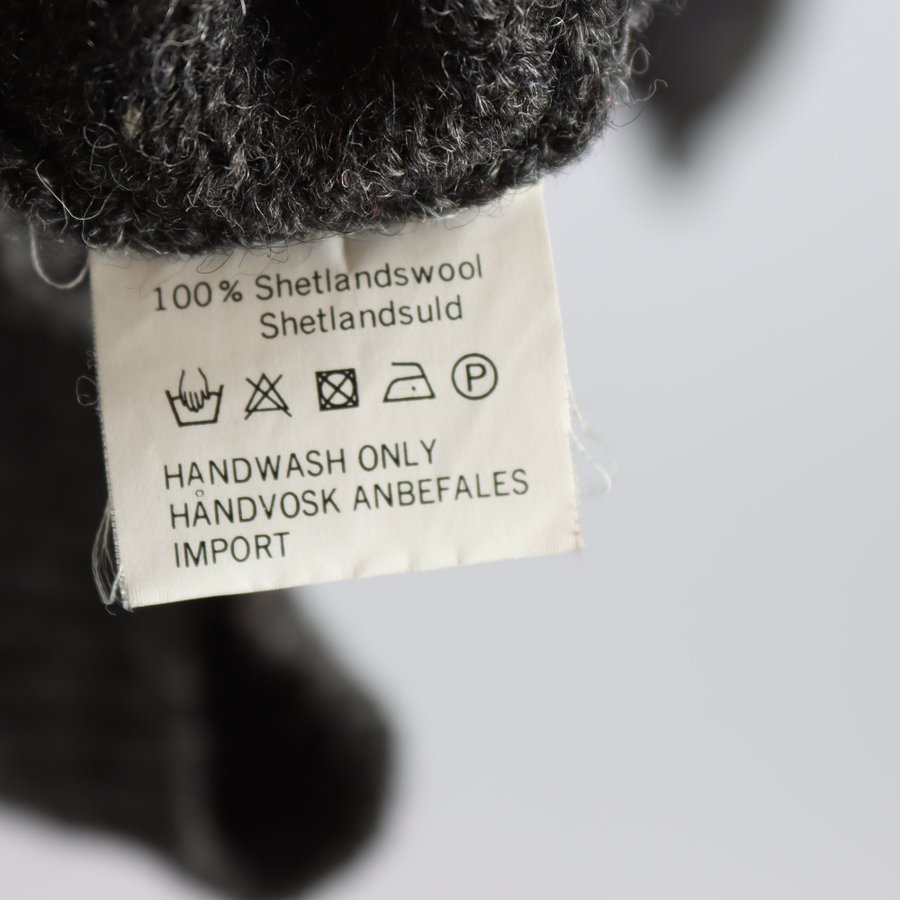 100% Shetlandswool
Shetlandsuld
P
HANDWASH ONLY
HÅNDVOSK ANBEFALES
IMPORT